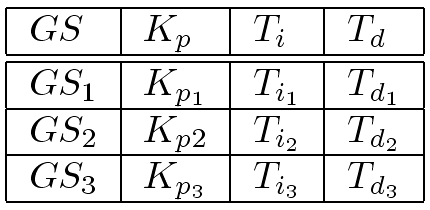 GS K_p T_i T_d
GS_1 K_{p_1} T_{i_1} T_{d_1}
GS_2 K_{p2} T_{i_2} T_{d_2}
GS_3 K_{p_3} T_{i_3} T_{d_3}